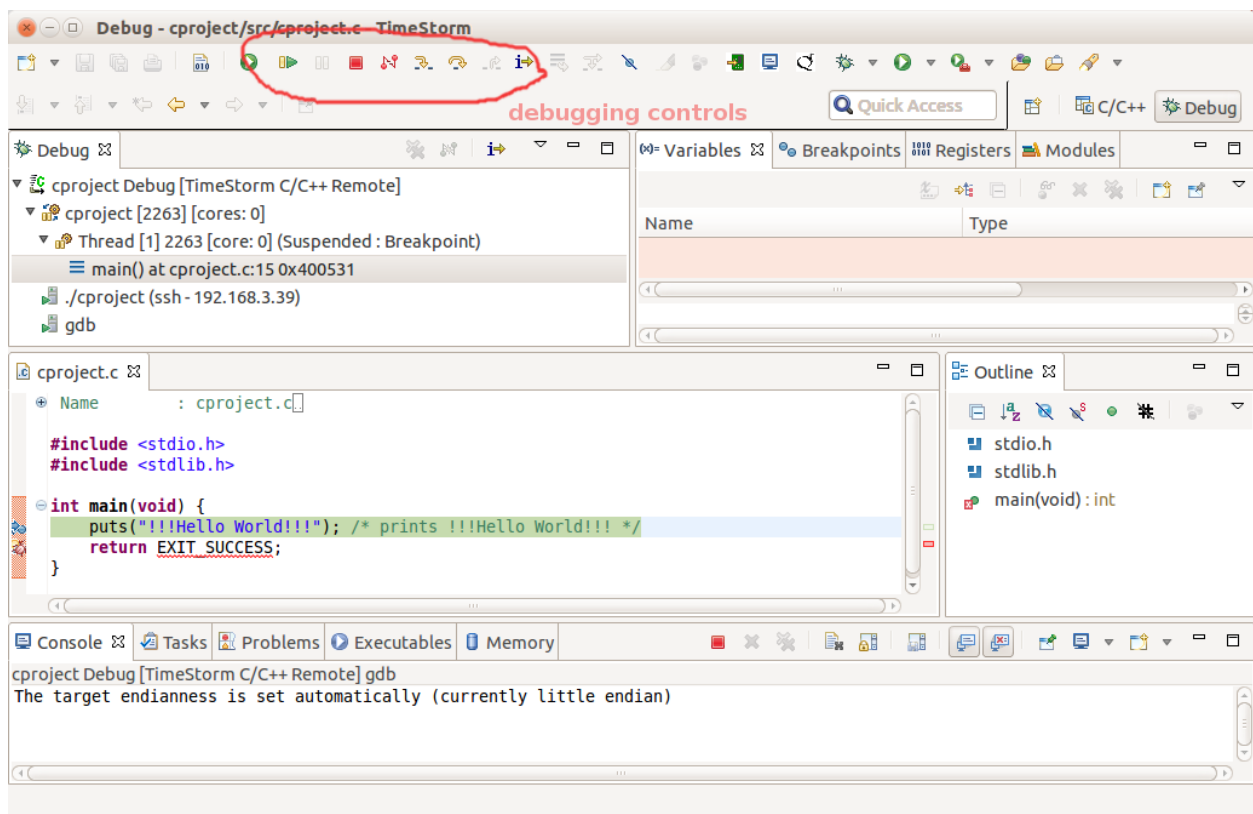 Debug - cproject/src/cproject.c - TimeStorm
010
debugging controls
Quick Access
C/C++
Debug
Debug
i
(x)= Variables
Breakpoints
1010 0101 Registers
Modules
cproject Debug [TimeStorm C/C++ Remote]
cproject [2263] [cores: 0]
Thread [1] 2263 [core: 0] (Suspended : Breakpoint)
main() at cproject.c:15 0x400531
./cproject (ssh - 192.168.3.39)
gdb
Name Type
cproject.c
Name : cproject.c
#include <stdio.h>
#include <stdlib.h>
int main(void) {
puts("!!!Hello World!!!"); /* prints !!!Hello World!!! */
return EXIT_SUCCESS;
}
Outline
stdio.h
stdlib.h
main(void) : int
Console
Tasks
Problems
Executables
Memory
cproject Debug [TimeStorm C/C++ Remote] gdb
The target endianness is set automatically (currently little endian)